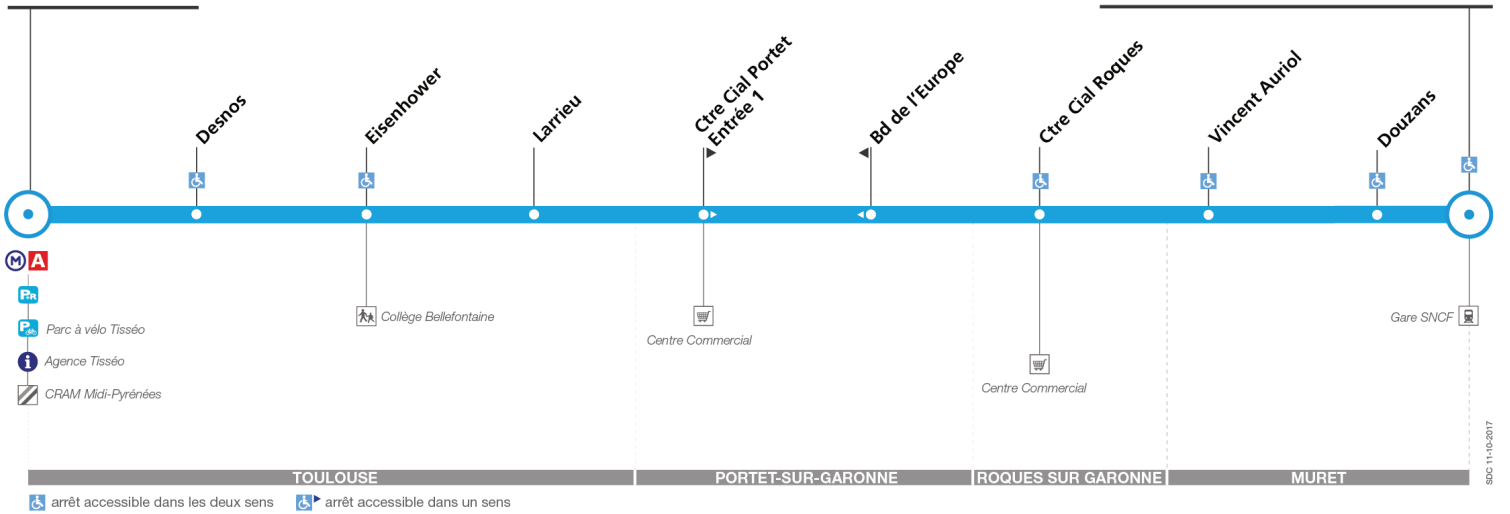 Desnos
Eisenhower
Larrieu
Ctre Cial Portet
Entrée 1
Bd de l'Europe
Ctre Cial Roques
Vincent Auriol
Douzans
M A
P+R
P
Parc à vélo Tisséo
i
Agence Tisséo
CRAM Midi-Pyrénées
Collège Bellefontaine
Centre Commercial
Centre Commercial
Gare SNCF
TOULOUSE
PORTET-SUR-GARONNE
ROQUES SUR GARONNE
MURET
arrêt accessible dans les deux sens
arrêt accessible dans un sens
SDC 11-10-2017